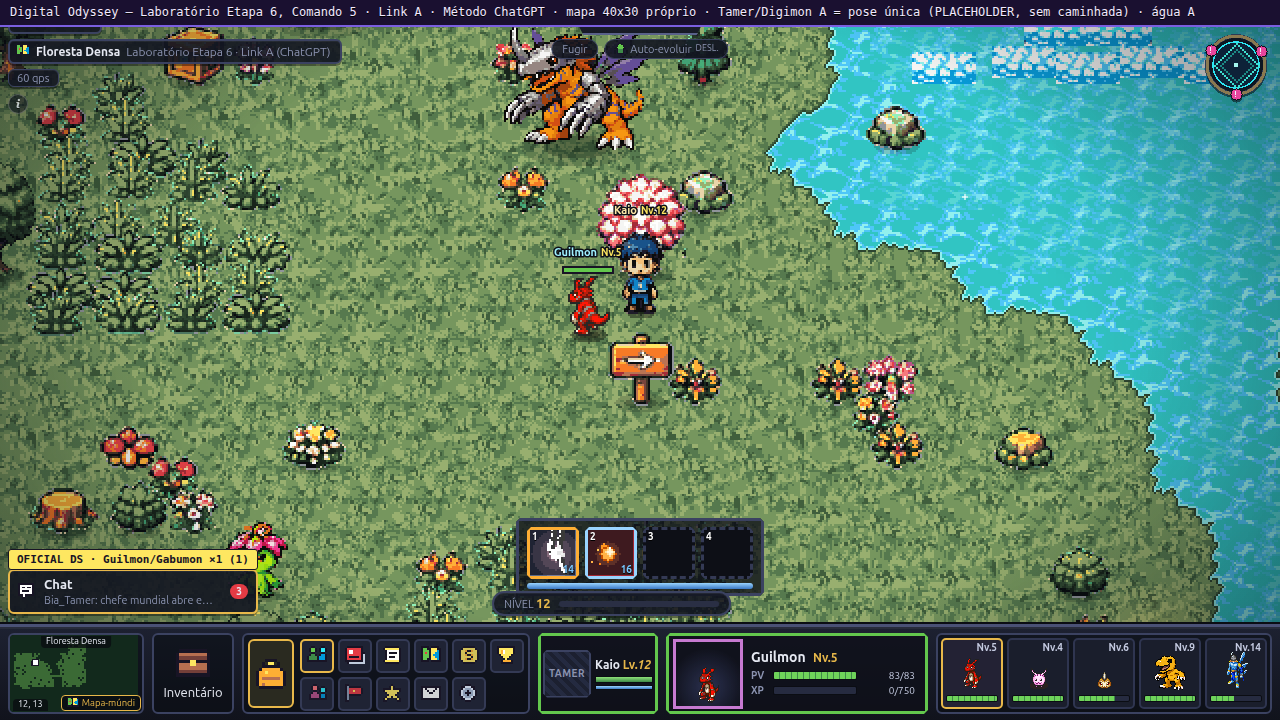 Digital Odyssey — Laboratório Etapa 6, Comando 5 · Link A · Método ChatGPT · mapa 40x30 próprio · Tamer/Digimon A = pose única (PLACEHOLDER, sem caminhada) · água A
Floresta Densa Laboratório Etapa 6 · Link A (ChatGPT)
Fugir
Auto-evoluir DESL.
60 qps
i
Kaio Nv.12
Guilmon Nv.5
OFICIAL DS · Guilmon/Gabumon ×1 (1)
Chat
Bia_Tamer: chefe mundial abre e...
3
1 14
2 16
3
4
NÍVEL 12
Floresta Densa
12, 13
Mapa-múndi
Inventário
TAMER
Kaio Lv.12
Guilmon Nv.5
PV 83/83
XP 0/750
Nv.5
Nv.4
Nv.6
Nv.9
Nv.14